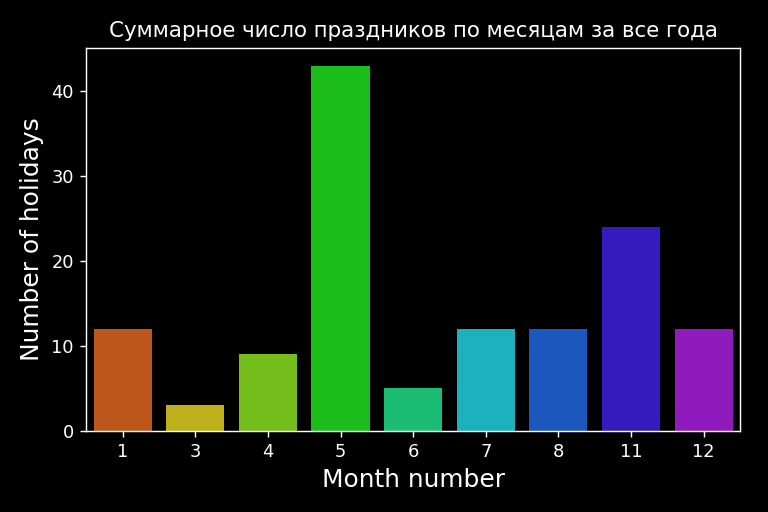 Суммарное число праздников по месяцам за все года
Number of holidays
40
30
20
10
0
1 3 4 5 6 7 8 11 12
Month number